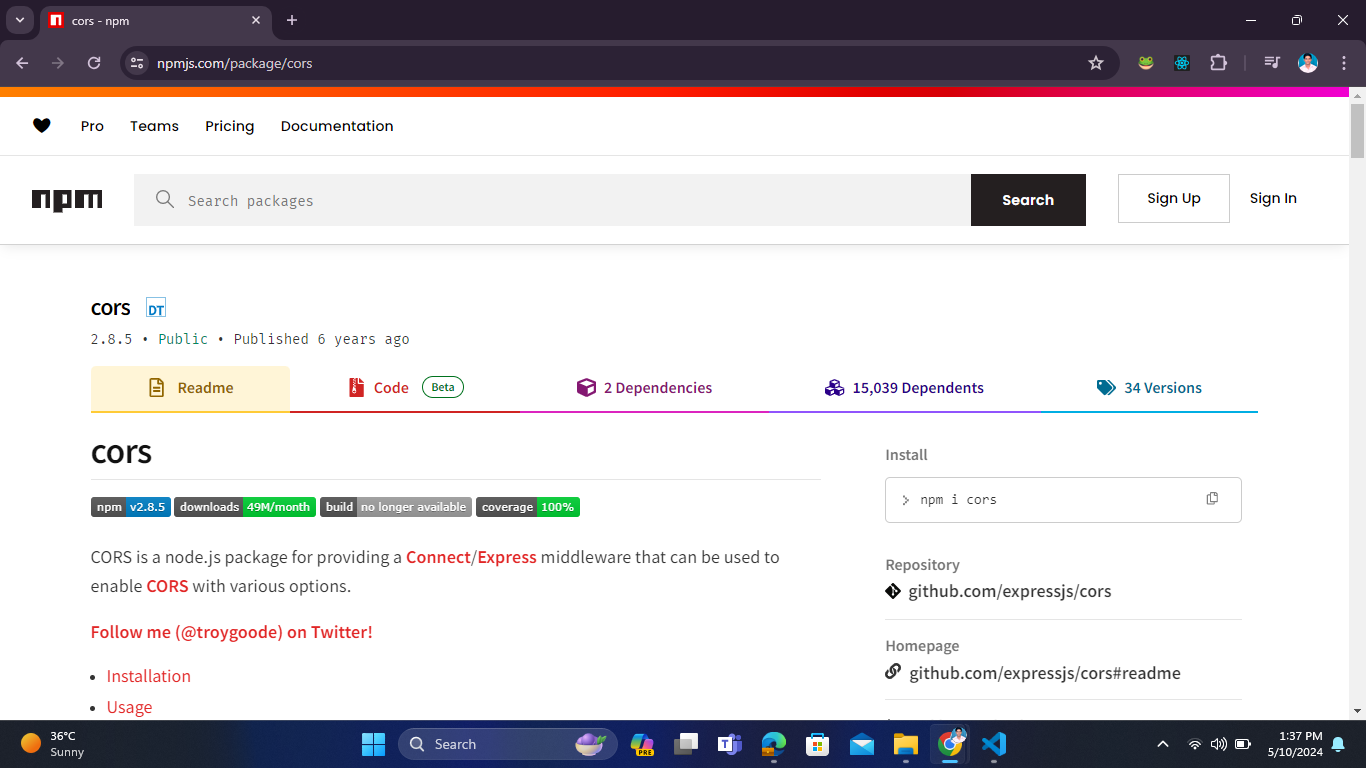 cors - npm
npmjs.com/package/cors
Pro Teams Pricing Documentation
npm Search packages Search Sign Up Sign In
cors DT
2.8.5 • Public • Published 6 years ago
Readme Code Beta 2 Dependencies 15,039 Dependents 34 Versions
cors
npm v2.8.5 downloads 49M/month build no longer available coverage 100%
CORS is a node.js package for providing a Connect/Express middleware that can be used to
enable CORS with various options.
Follow me (@troygoode) on Twitter!
• Installation
• Usage
Install
> npm i cors
Repository
github.com/expressjs/cors
Homepage
github.com/expressjs/cors#readme
36°C
Sunny
Search
PRE
1:37 PM
5/10/2024